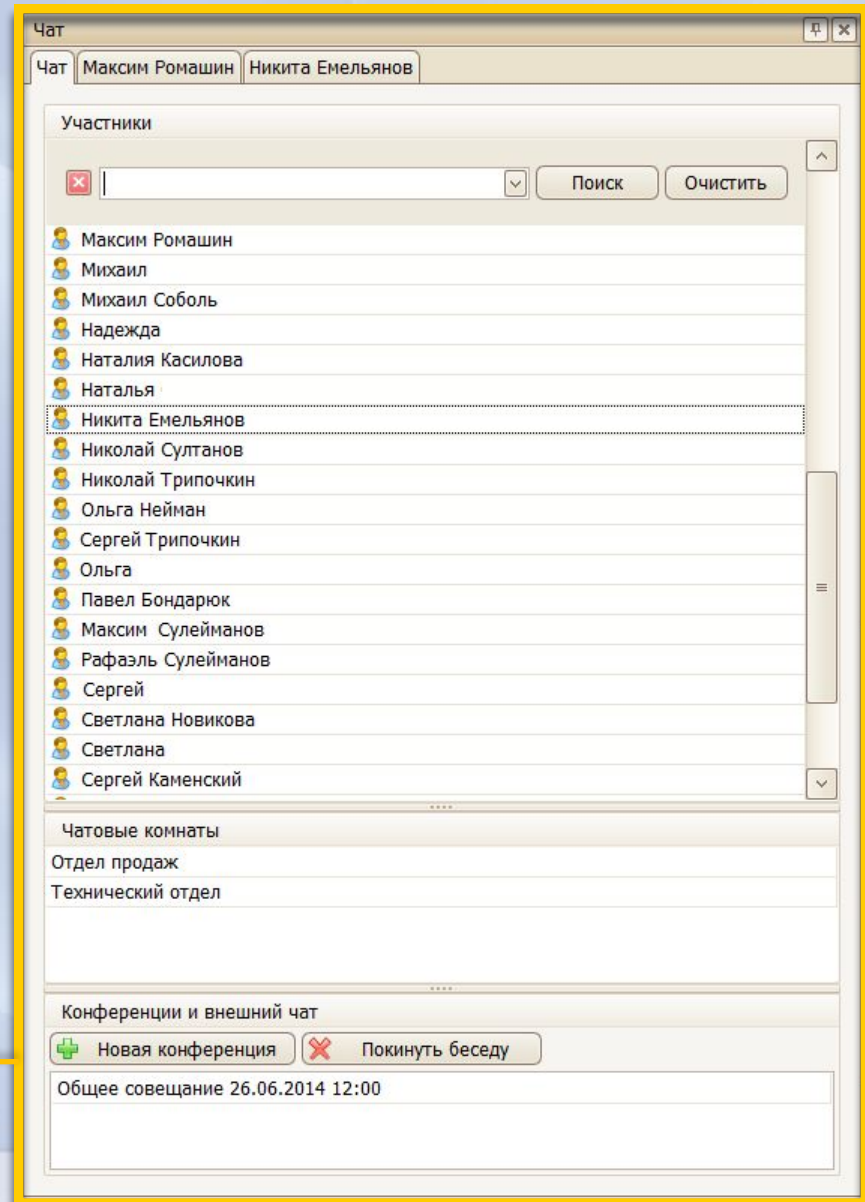 Чат
Чат Максим Ромашин Никита Емельянов
Участники
Поиск Очистить
Максим Ромашин
Михаил
Михаил Соболь
Надежда
Наталия Касилова
Наталья
Никита Емельянов
Николай Султанов
Николай Трипочкин
Ольга Нейман
Сергей Трипочкин
Ольга
Павел Бондарюк
Максим Сулейманов
Рафаэль Сулейманов
Сергей
Светлана Новикова
Светлана
Сергей Каменский
Чатовые комнаты
Отдел продаж
Технический отдел
Конференции и внешний чат
Новая конференция Покинуть беседу
Общее совещание 26.06.2014 12:00